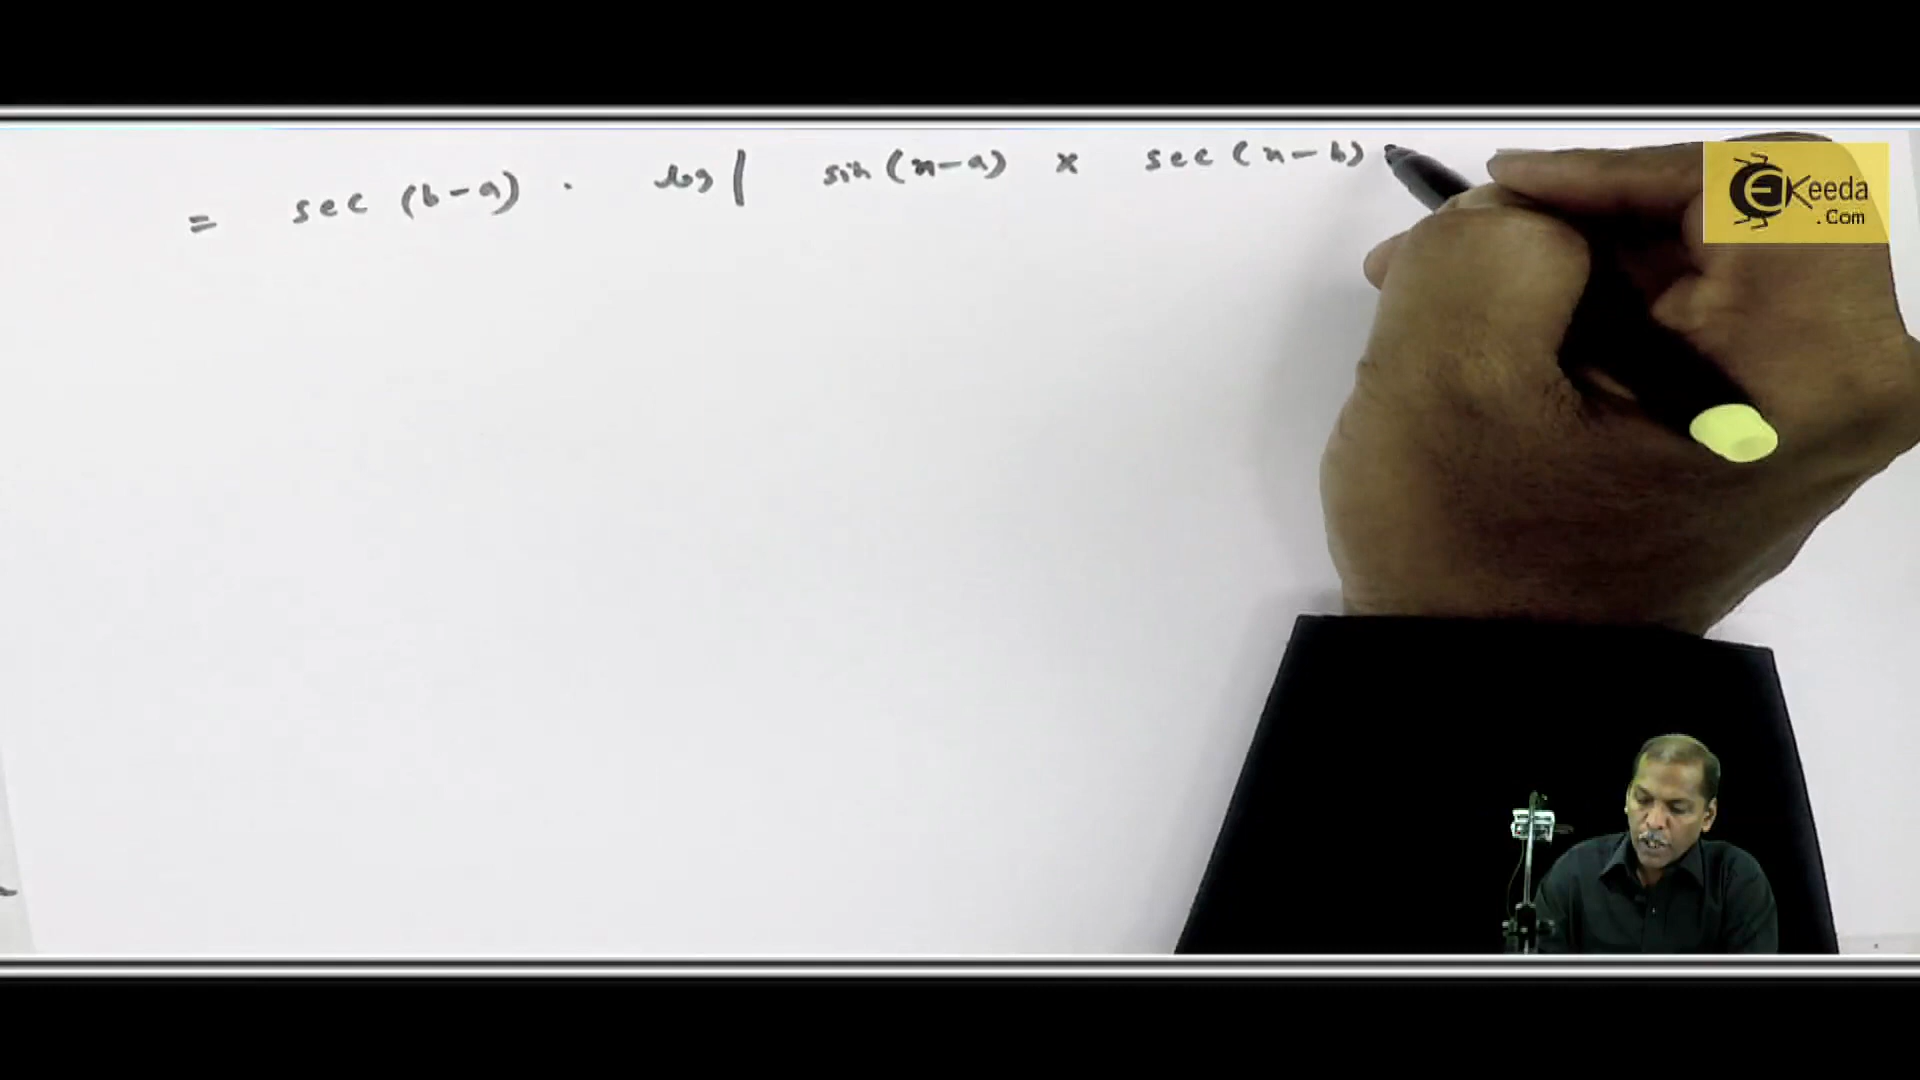 = sec (b-a) . log | sin (x-a) × sec (x-b)
eKeeda
.Com